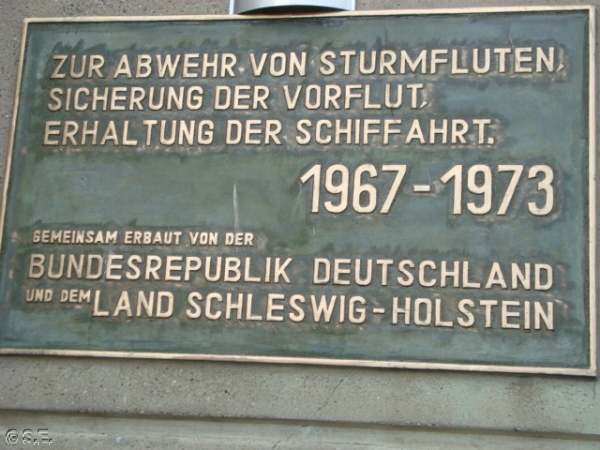 ZUR ABWEHR VON STURMFLUTEN,
SICHERUNG DER VORFLUT,
ERHALTUNG DER SCHIFFAHRT.
1967-1973
GEMEINSAM ERBAUT VON DER
BUNDESREPUBLIK DEUTSCHLAND
UND DEM LAND SCHLESWIG-HOLSTEIN
© S.E.